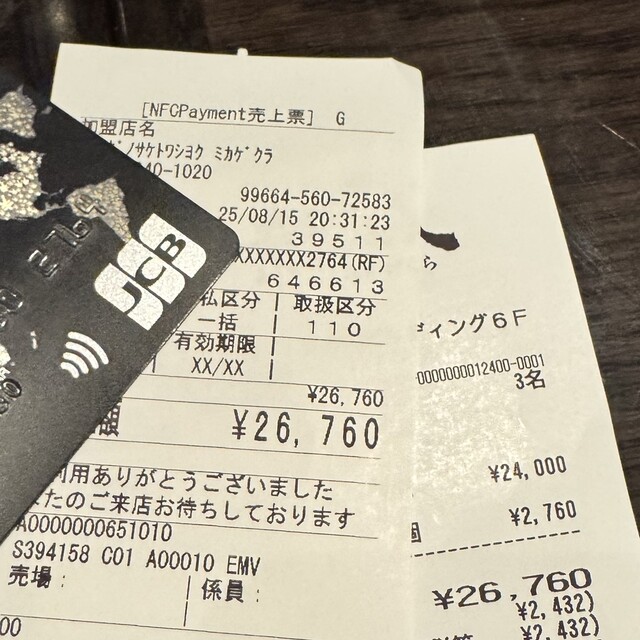 [NFCPayment売上票] G
加盟店名
ﾉｻｹﾄﾜｼﾖｸ ﾐｶｹﾞｸﾗ
40-1020
99664-560-72583
25/08/15 20:31:23
39511
XXXXXXX2764(RF)
646613
払区分 取扱区分
一括 110
有効期限
XX/XX
¥26,760
額 ¥26,760
利用ありがとうございました
またのご来店お待ちしております
A0000000651010
S394158 C01 A00010 EMV
売場: 係員:
00
JCB
2764
ら
ディング6F
0000000012400-0001
3名
¥24,000
個 ¥2,760
¥26,760
¥2,432)
¥2,432)